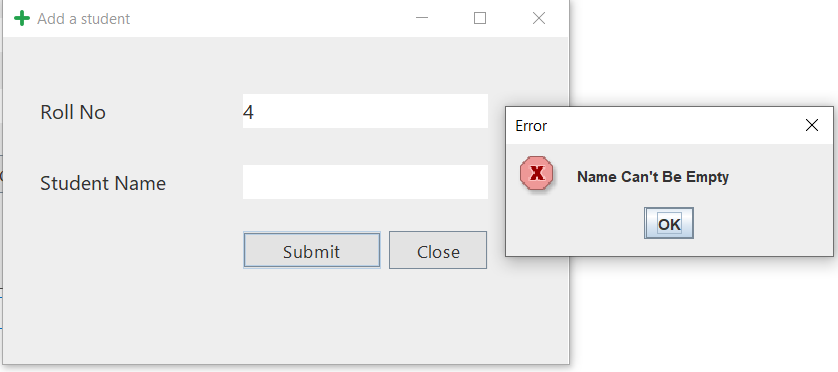 Add a student
Roll No
4
Student Name
Submit
Close
Error
X
Name Can't Be Empty
OK